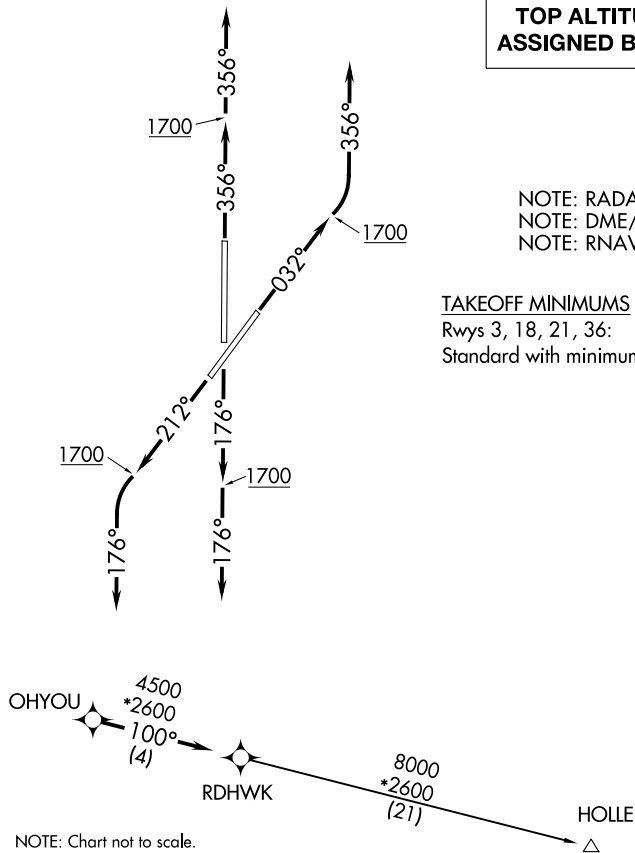 TOP ALTITU
ASSIGNED B
356°
1700
356°
356°
1700
032°
NOTE: RADA
NOTE: DME/
NOTE: RNAV
TAKEOFF MINIMUMS
Rwys 3, 18, 21, 36:
Standard with minimum
212°
176°
1700
1700
176°
176°
OHYOU
4500
*2600
100°
(4)
RDHWK
8000
*2600
(21)
HOLLE
NOTE: Chart not to scale.